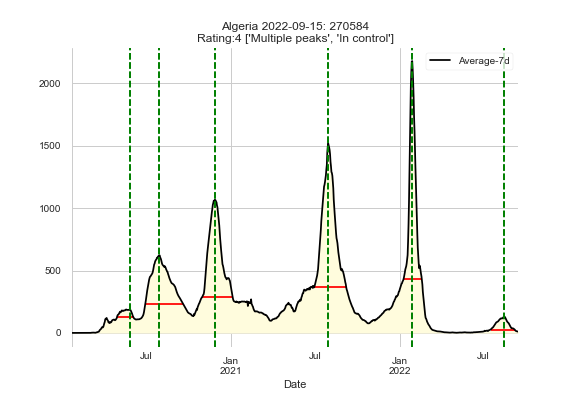 Algeria 2022-09-15: 270584
Rating:4 ['Multiple peaks', 'In control']
Average-7d
2000
1500
1000
500
0
Jul
Jan
2021
Jul
Jan
2022
Jul
Date